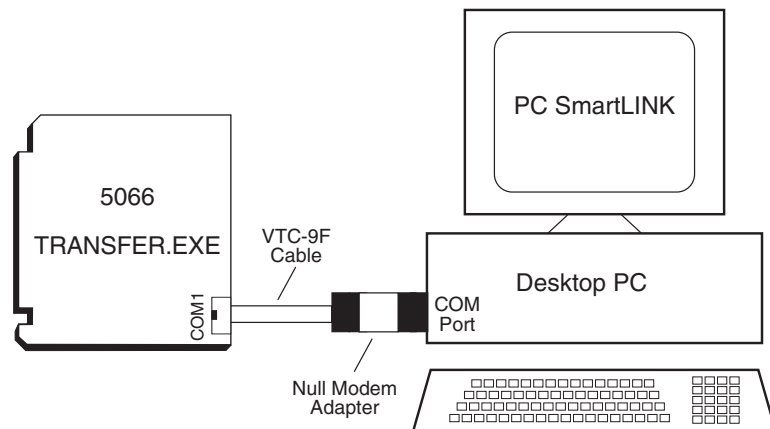 PC SmartLINK
5066
TRANSFER.EXE
COM1
VTC-9F
Cable
Desktop PC
COM
Port
Null Modem
Adapter